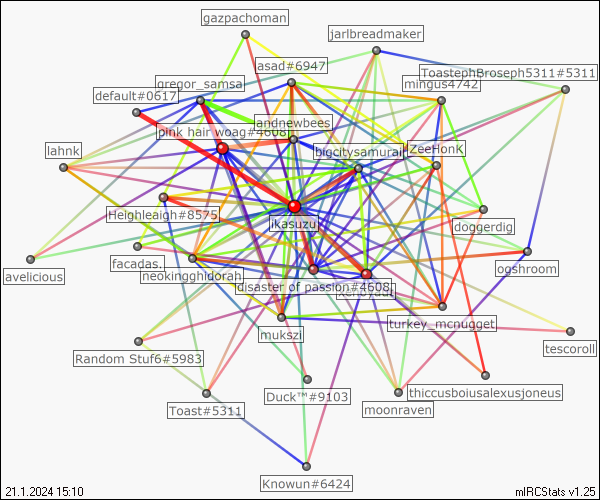 gazpachoman
jarlbreadmaker
asad#6947
ToastephBroseph5311#5311
gregor_samsa
mingus4742
default#0617
andnewbees
pink hair woag#4608
bigcitysamurai
ZeeHonK
lahnk
Heighleaigh#8575
ikasuzu
doggerdig
facadas_
ogshroom
avelicious
neokingghidorah
disaster of passion#4608
turkey_mcnugget
mukszi
tescoroll
Random Stuf6#5983
Duck™#9103
thiccusboiusalexusjoneus
Toast#5311
moonraven
Knowun#6424
21.1.2024 15:10
mIRCStats v1.25